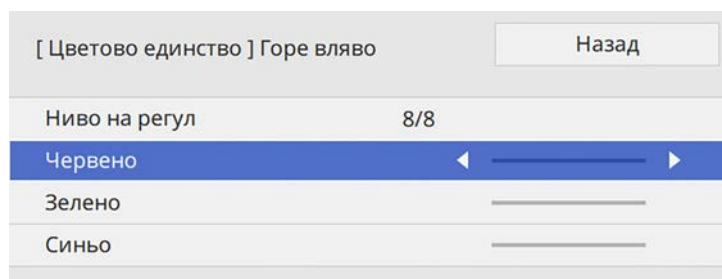 [ Цветово единство ] Горе вляво
Назад
Ниво на регул 8/8
Червено
Зелено
Синьо